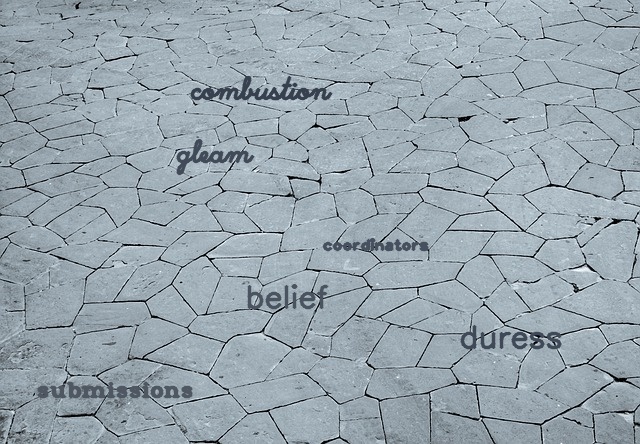 combustion
gleam
coordinators
belief
duress
submissions